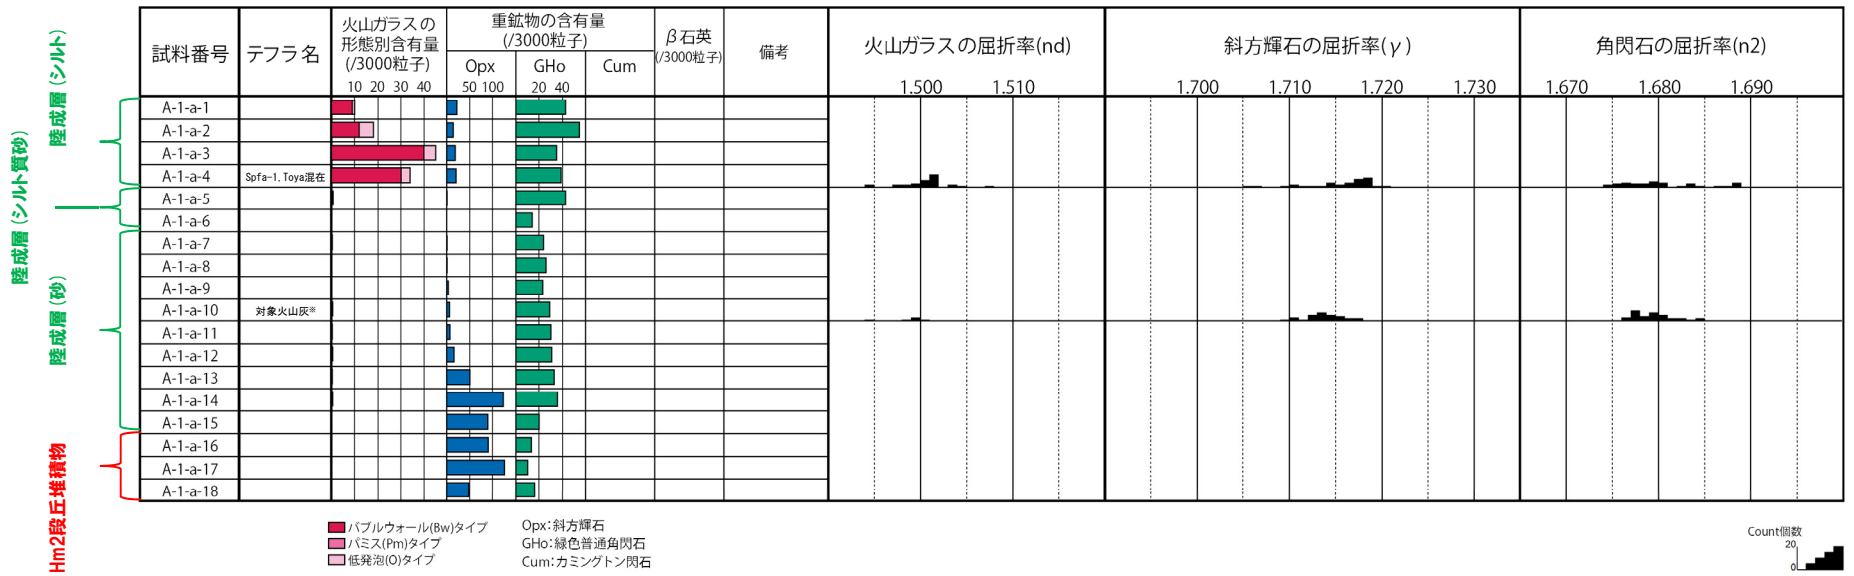 陸成層（シルト質砂）
陸成層（シルト）
陸成層（砂）
Hm2段丘堆積物
試料番号
テフラ名
火山ガラスの
形態別含有量
(/3000粒子)
10 20 30 40
重鉱物の含有量
(/3000粒子)
Opx
50 100
GHo
20 40
Cum
β石英
(/3000粒子)
備考
火山ガラスの屈折率(nd)
1.500 1.510
斜方輝石の屈折率(γ)
1.700 1.710 1.720 1.730
角閃石の屈折率(n2)
1.670 1.680 1.690
A-1-a-1
A-1-a-2
A-1-a-3
A-1-a-4 Spfa-1, Toya混在
A-1-a-5
A-1-a-6
A-1-a-7
A-1-a-8
A-1-a-9
A-1-a-10 対象火山灰※
A-1-a-11
A-1-a-12
A-1-a-13
A-1-a-14
A-1-a-15
A-1-a-16
A-1-a-17
A-1-a-18
バブルウォール(Bw)タイプ
パミス(Pm)タイプ
低発泡(O)タイプ
Opx：斜方輝石
GHo：緑色普通角閃石
Cum：カミングトン閃石
Count個数
20
0